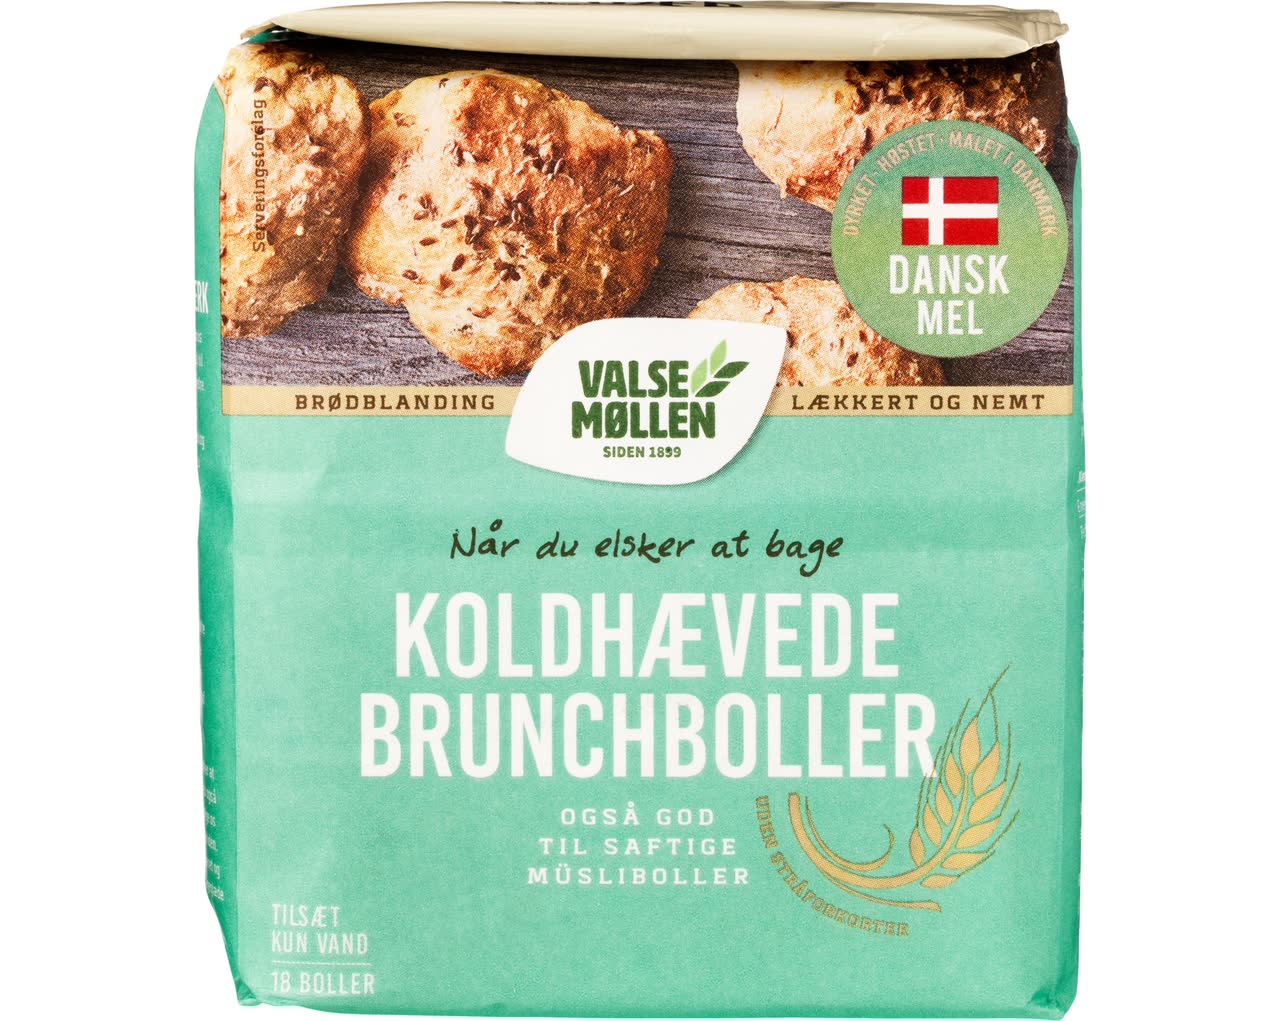 Serveringsforslag
DYRKET · HØSTET · MALET I DANMARK
DANSK
MEL
BRØDBLANDING
LÆKKERT OG NEMT
VALSE
MØLLEN
SIDEN 1899
Når du elsker at bage
KOLDHÆVEDE
BRUNCHBOLLER
OGSÅ GOD
TIL SAFTIGE
MÜSLIBOLLER
UDEN STRÅFORKORTER
TILSÆT
KUN VAND
18 BOLLER